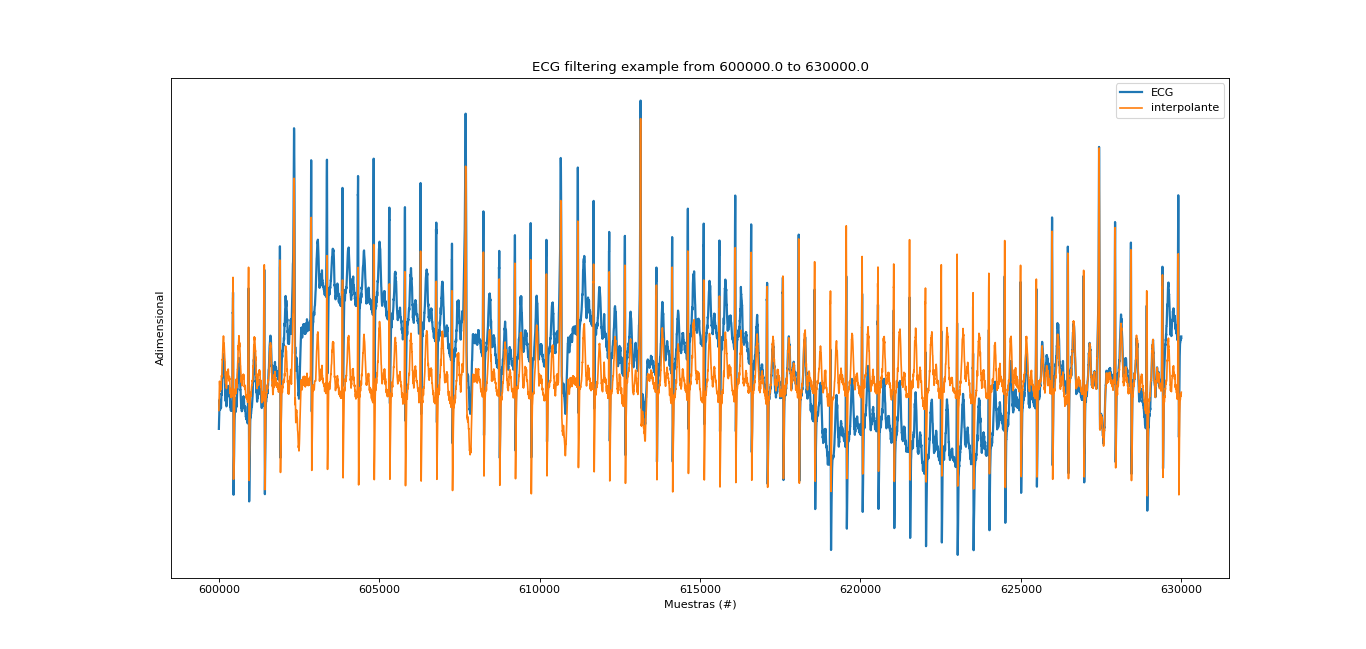 ECG filtering example from 600000.0 to 630000.0
ECG
interpolante
Adimensional
600000 605000 610000 615000 620000 625000 630000
Muestras (#)